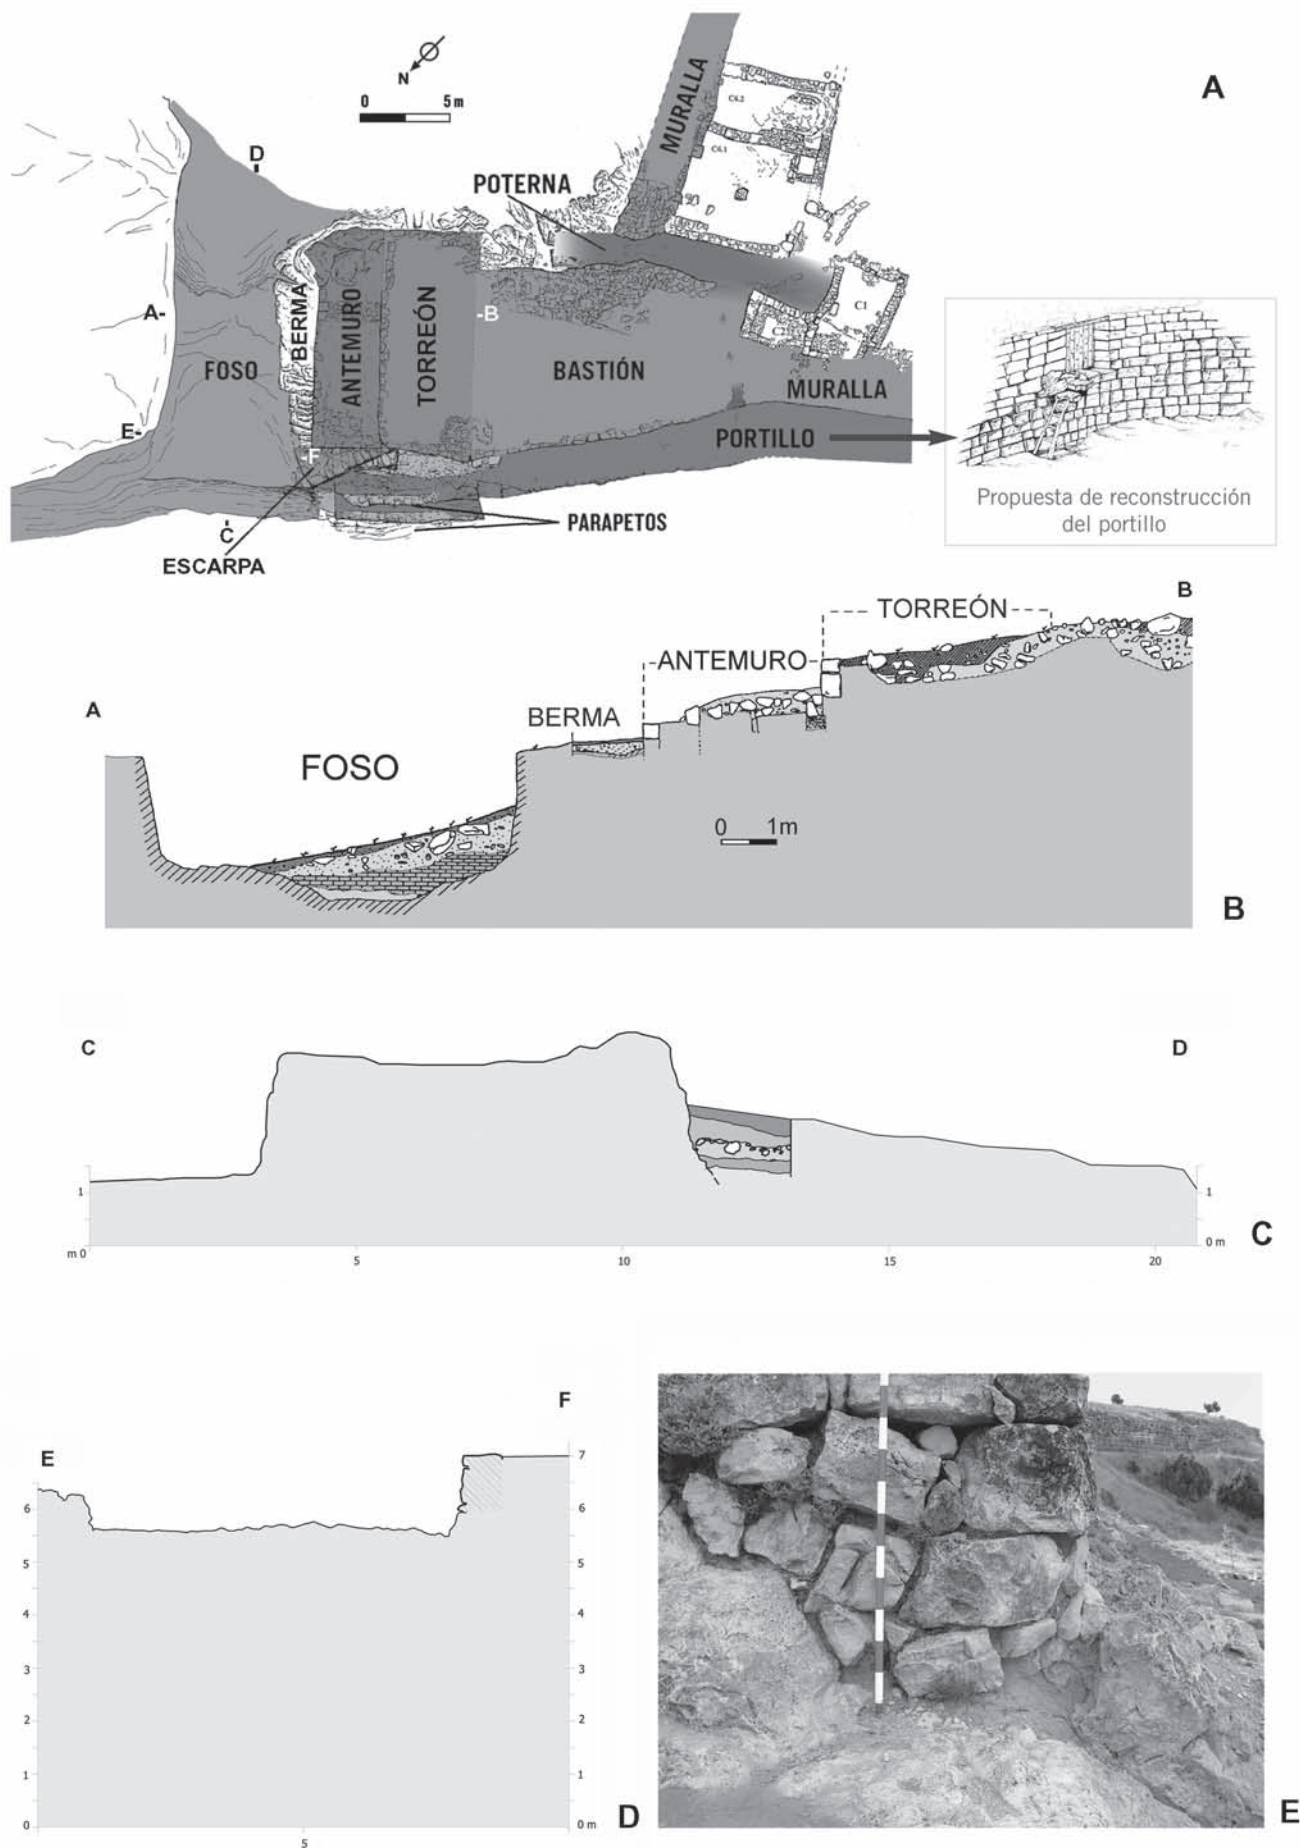 A
N
0 5 m
D
MURALLA
C6.2
C6.1
POTERNA
A-
BERMA
ANTEMURO
TORREÓN
-B
C1
FOSO
BASTIÓN
MURALLA
E-
-F
PORTILLO
Propuesta de reconstrucción
del portillo
PARAPETOS
C
ESCARPA
B
TORREÓN
ANTEMURO
A
BERMA
FOSO
0 1m
B
C
D
1
1
m 0
0 m
5
10
15
20
C
F
E
7
6
6
5
5
4
4
3
3
2
2
1
1
0
0 m
5
D
E